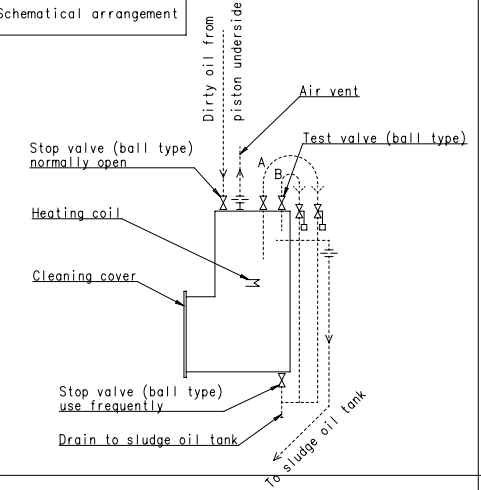 Schematical arrangement
Dirty oil from
piston underside
Air vent
Stop valve (ball type)
normally open
Test valve (ball type)
A
B
Heating coil
Cleaning cover
Stop valve (ball type)
use frequently
Drain to sludge oil tank
To sludge oil tank